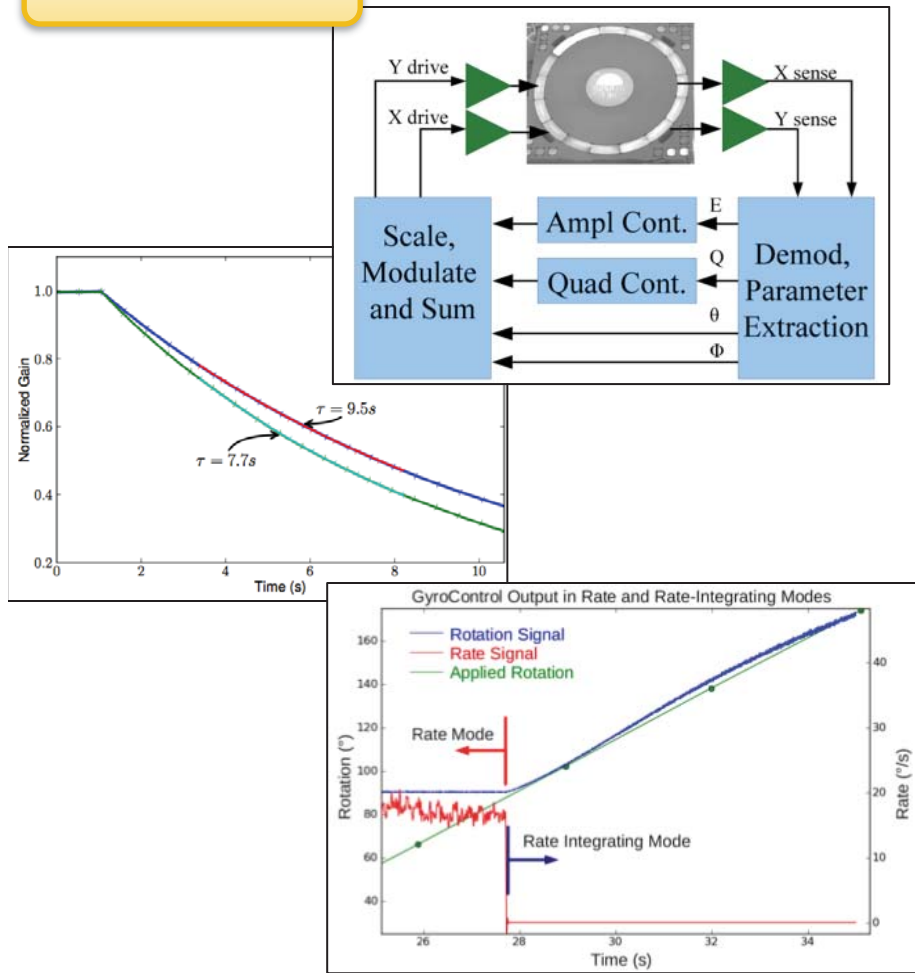 Y drive
X drive
X sense
Y sense
Scale,
Modulate
and Sum
Ampl Cont.
Quad Cont.
E
Q
θ
Φ
Demod,
Parameter
Extraction
Normalized Gain
1.0
0.8
0.6
0.4
0.2
τ = 9.5s
τ = 7.7s
0 2 4 6 8 10
Time (s)
GyroControl Output in Rate and Rate-Integrating Modes
Rotation Signal
Rate Signal
Applied Rotation
Rate Mode
Rate Integrating Mode
Rotation (°)
160
140
120
100
80
60
40
Rate (°/s)
40
30
20
10
0
26 28 30 32 34
Time (s)